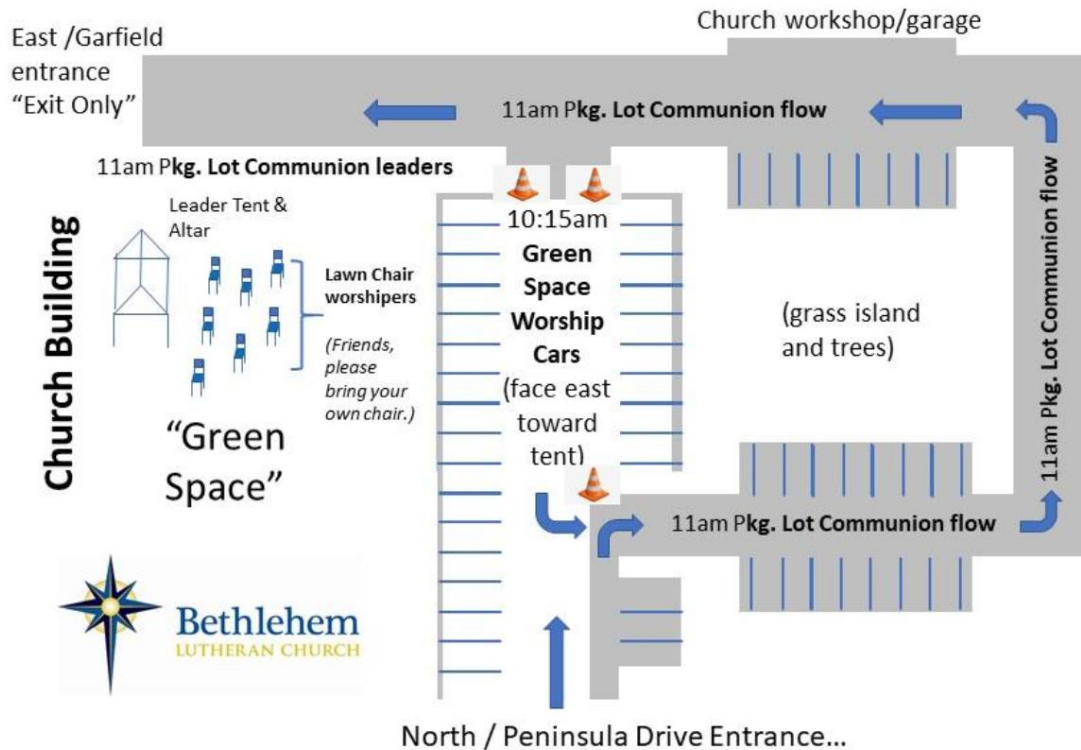 East /Garfield
entrance
“Exit Only”
Church workshop/garage
11am Pkg. Lot Communion flow
11am Pkg. Lot Communion leaders
Church Building
Leader Tent &
Altar
Lawn Chair
worshipers
(Friends,
please
bring your
own chair.)
“Green
Space”
10:15am
Green
Space
Worship
Cars
(face east
toward
tent)
(grass island
and trees)
11am Pkg. Lot Communion flow
11am Pkg. Lot Communion flow
Bethlehem
LUTHERAN CHURCH
North / Peninsula Drive Entrance...